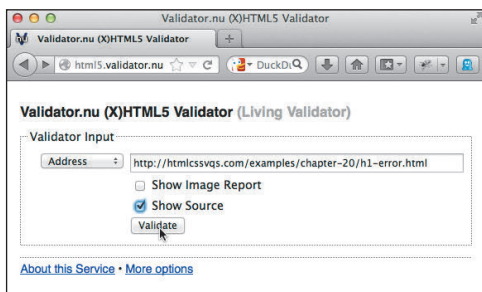 Validator.nu (X)HTML5 Validator
Validator.nu (X)HTML5 Validator
html5.validator.nu DuckD
Validator.nu (X)HTML5 Validator (Living Validator)
Validator Input
Address http://htmlcssvqs.com/examples/chapter-20/h1-error.html
Show Image Report
Show Source
Validate
About this Service • More options